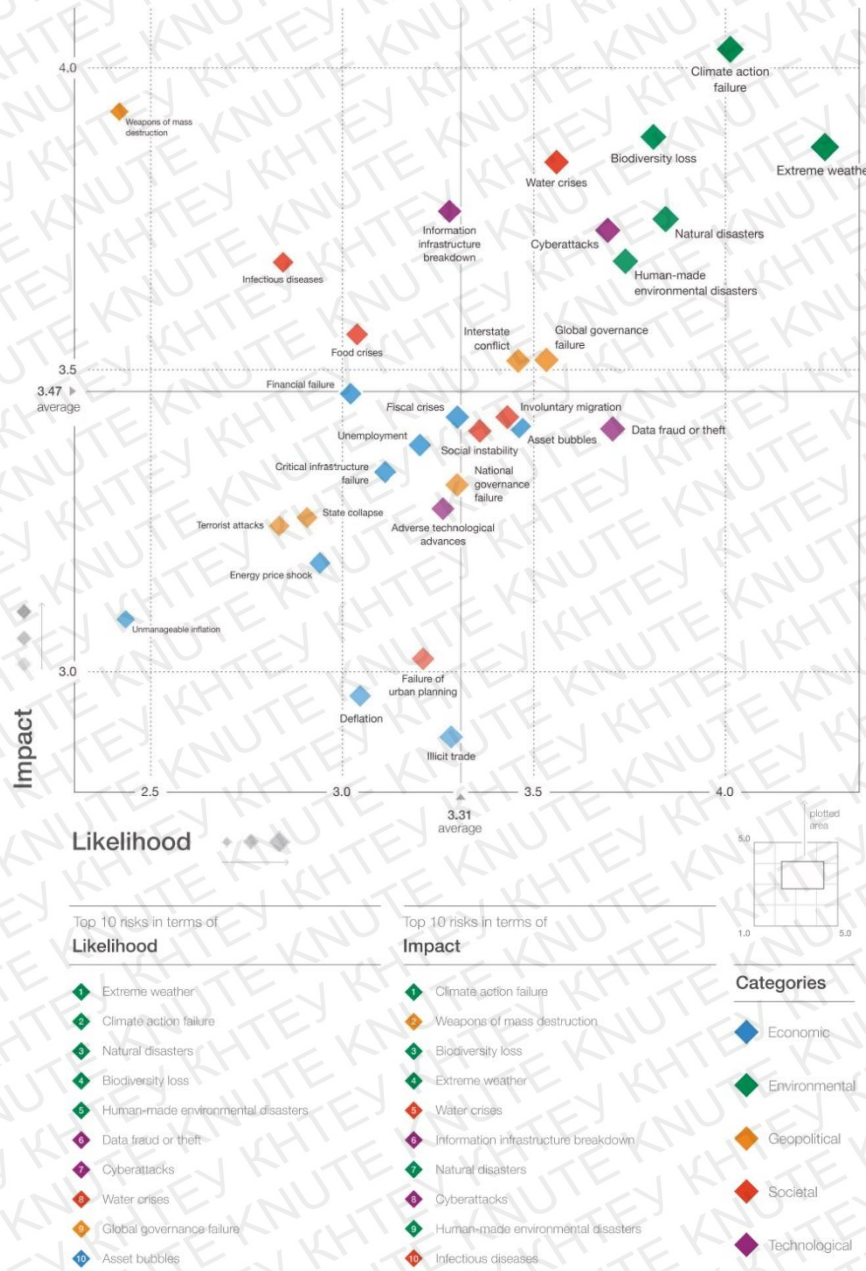 4.0
Climate action
failure
Weapons of mass
destruction
Biodiversity loss
Extreme weathe
Water crises
Information
infrastructure
breakdown
Natural disasters
Cyberattacks
Human-made
environmental disasters
Infectious diseases
Food crises
Interstate
conflict
Global governance
failure
3.5
3.47
average
Financial failure
Fiscal crises
Involuntary migration
Unemployment
Asset bubbles
Data fraud or theft
Social instability
Critical infrastructure
failure
National
governance
failure
Terrorist attacks
State collapse
Adverse technological
advances
Energy price shock
Unmanageable inflation
3.0
Failure of
urban planning
Deflation
Illicit trade
Impact
2.5
3.0
3.5
4.0
3.31
average
Likelihood
plotted
area
5.0
1.0
5.0
Top 10 risks in terms of
Likelihood
1 Extreme weather
2 Climate action failure
3 Natural disasters
4 Biodiversity loss
5 Human-made environmental disasters
6 Data fraud or theft
7 Cyberattacks
8 Water crises
9 Global governance failure
10 Asset bubbles
Top 10 risks in terms of
Impact
1 Climate action failure
2 Weapons of mass destruction
3 Biodiversity loss
4 Extreme weather
5 Water crises
6 Information infrastructure breakdown
7 Natural disasters
8 Cyberattacks
9 Human-made environmental disasters
10 Infectious diseases
Categories
Economic
Environmental
Geopolitical
Societal
Technological
KNUTE КНТЕУ